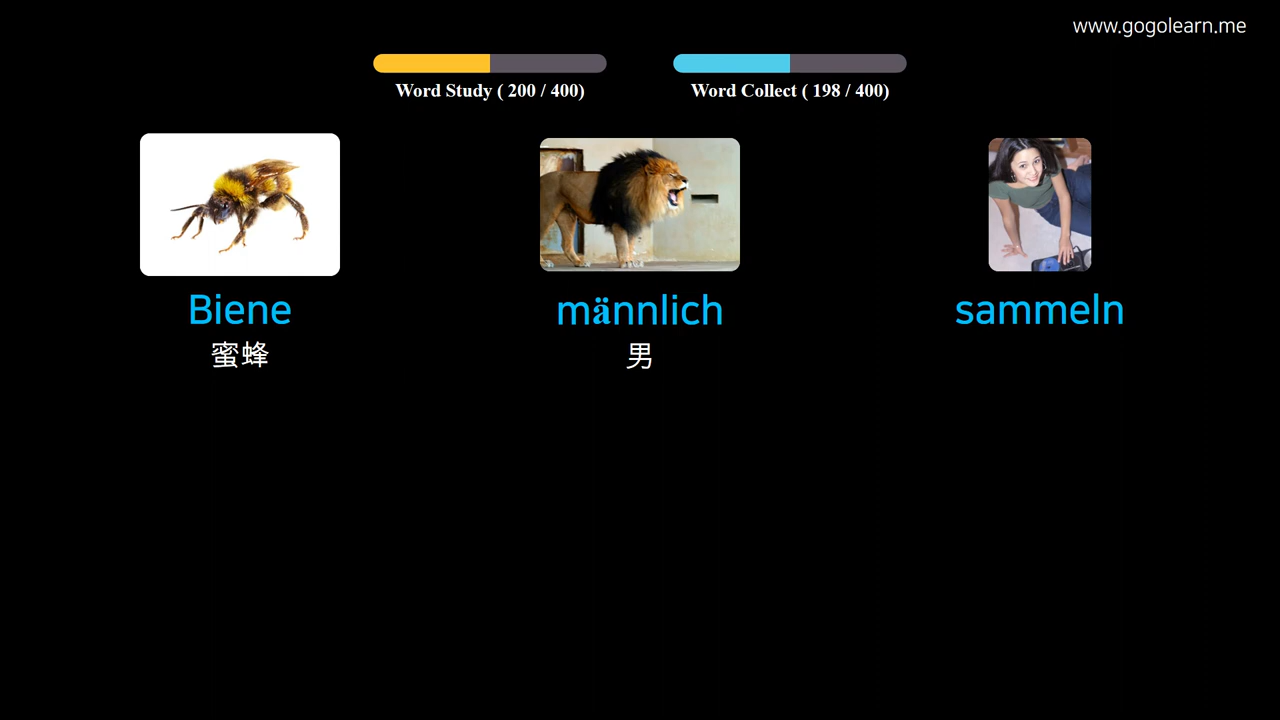 www.gogolearn.me
Word Study ( 200 / 400)
Word Collect ( 198 / 400)
Biene
männlich
sammeln
蜜蜂
男